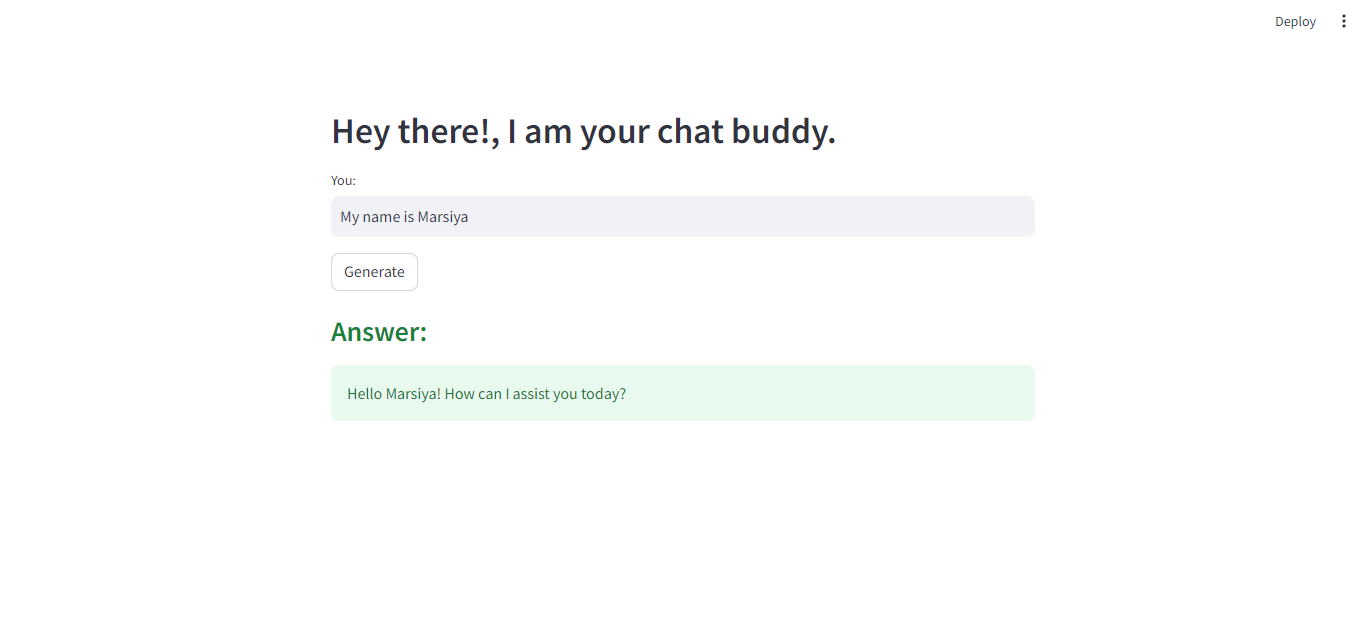 Deploy
Hey there!, I am your chat buddy.
You:
My name is Marsiya
Generate
Answer:
Hello Marsiya! How can I assist you today?